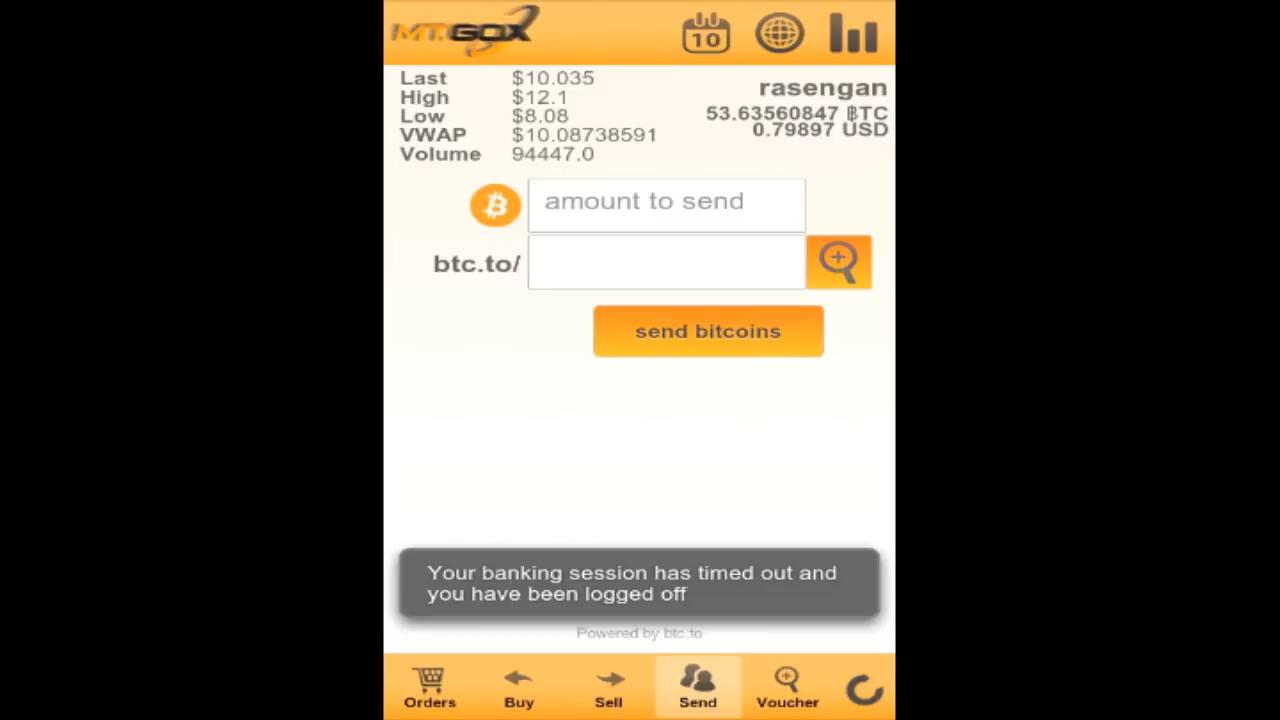 MT.GOX
10
Last $10.035
High $12.1
Low $8.08
VWAP $10.08738591
Volume 94447.0
rasengan
53.63560847 ₿TC
0.79897 USD
amount to send
btc.to/
send bitcoins
Your banking session has timed out and
you have been logged off
Powered by btc.to
Orders Buy Sell Send Voucher